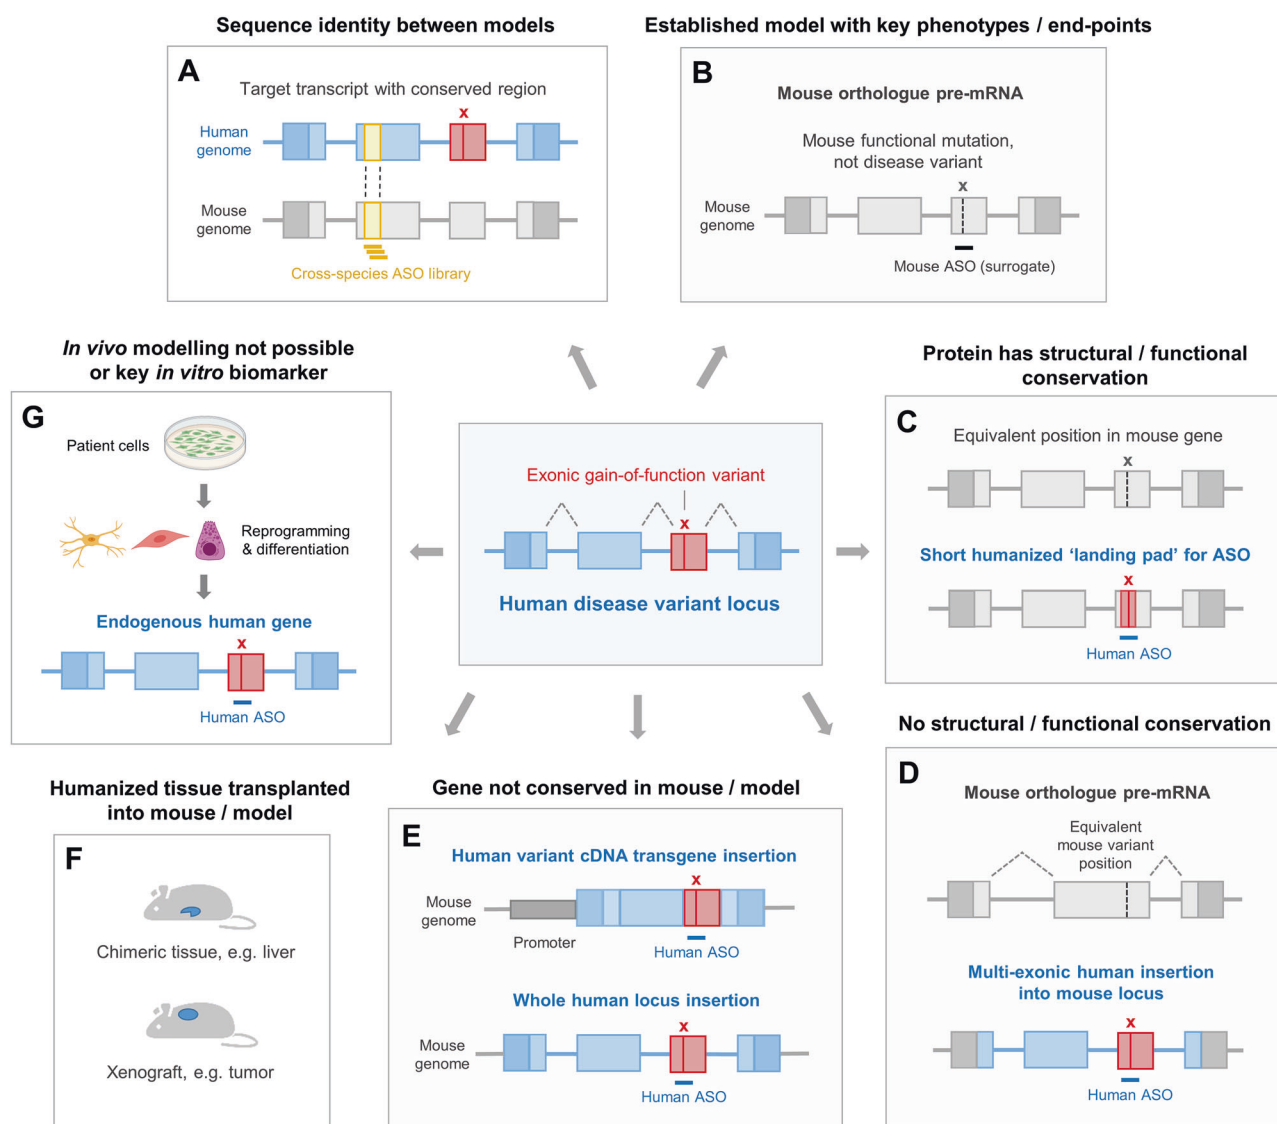 Sequence identity between models
A
Target transcript with conserved region
x
Human
genome
Mouse
genome
Cross-species ASO library
Established model with key phenotypes / end-points
B
Mouse orthologue pre-mRNA
Mouse functional mutation,
not disease variant
x
Mouse
genome
Mouse ASO (surrogate)
In vivo modelling not possible
or key in vitro biomarker
G
Patient cells
Reprogramming
& differentiation
Endogenous human gene
x
Human ASO
Exonic gain-of-function variant
x
Human disease variant locus
Protein has structural / functional
conservation
C
Equivalent position in mouse gene
x
Short humanized ‘landing pad’ for ASO
x
Human ASO
Humanized tissue transplanted
into mouse / model
F
Chimeric tissue, e.g. liver
Xenograft, e.g. tumor
Gene not conserved in mouse / model
E
Human variant cDNA transgene insertion
x
Mouse
genome
Promoter
Human ASO
Whole human locus insertion
x
Mouse
genome
Human ASO
No structural / functional conservation
D
Mouse orthologue pre-mRNA
Equivalent
mouse variant
position
Multi-exonic human insertion
into mouse locus
x
Human ASO